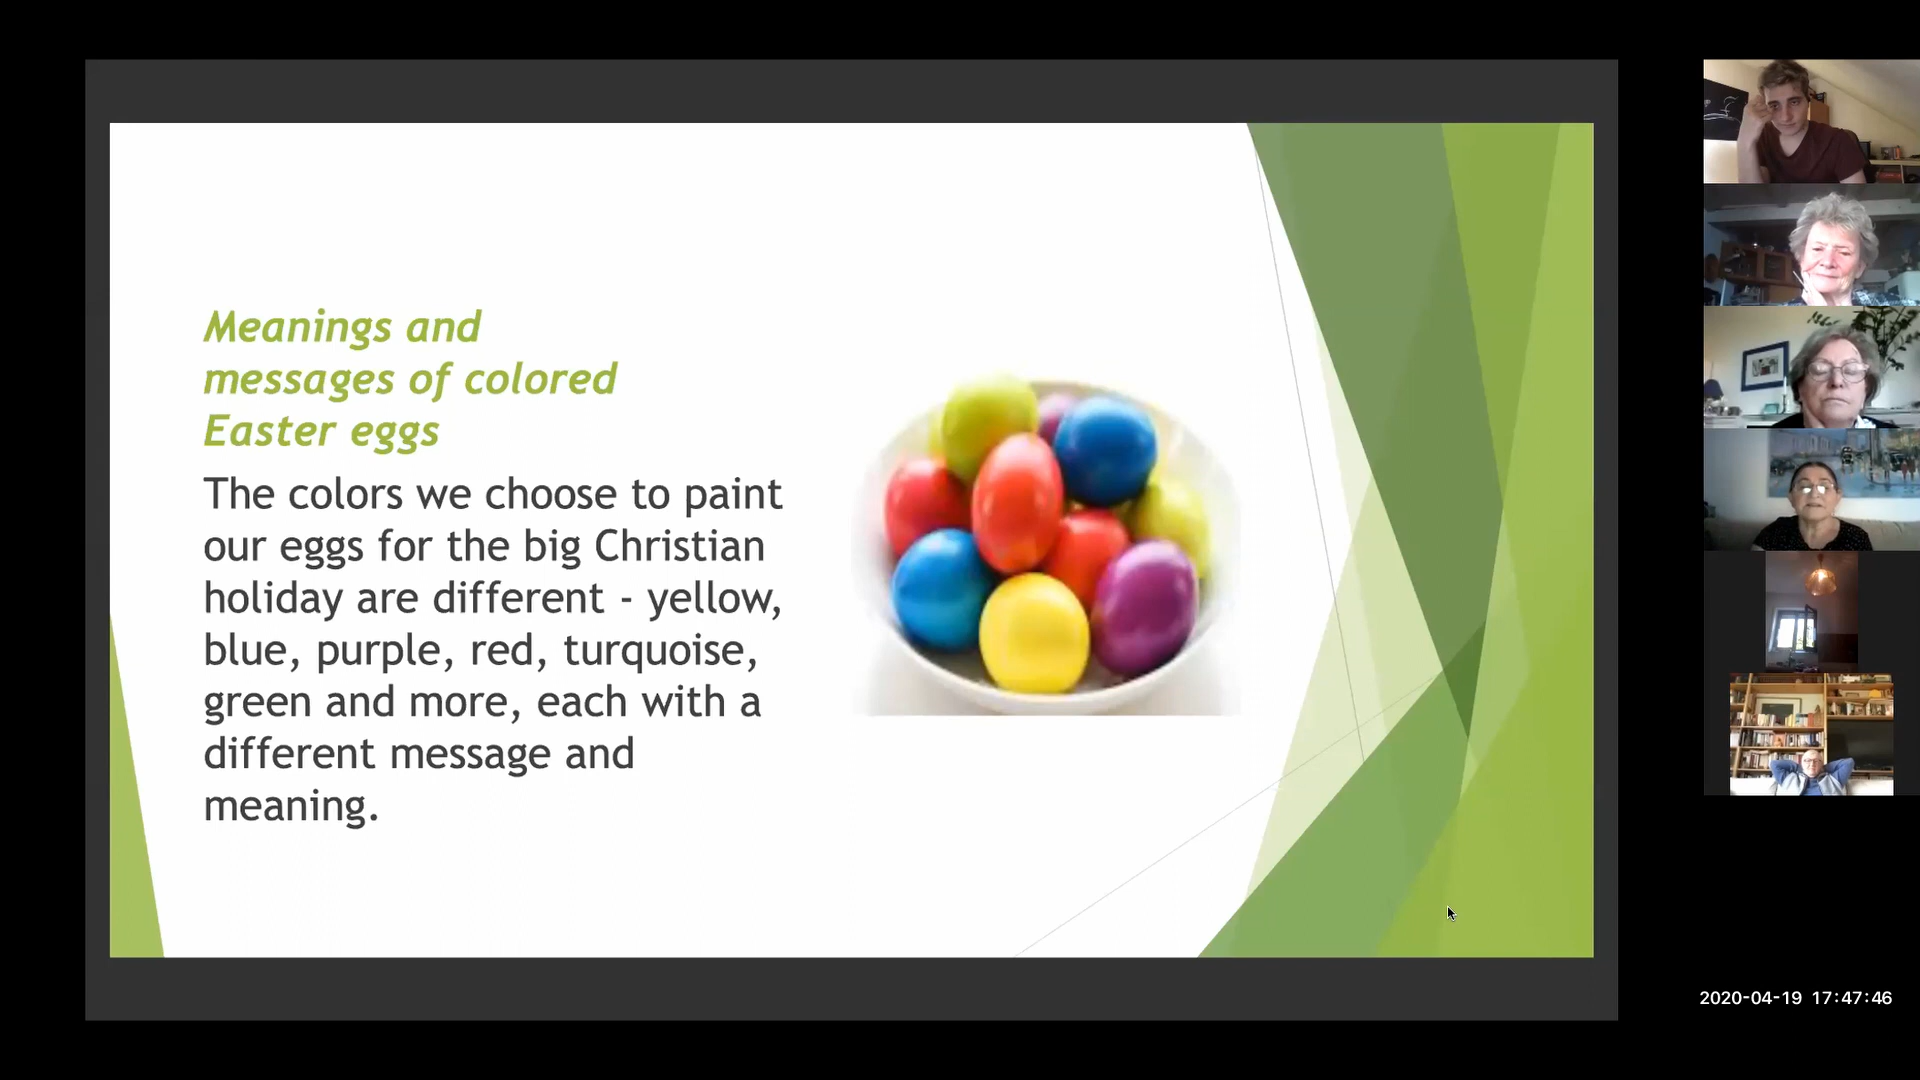 Meanings and
messages of colored
Easter eggs
The colors we choose to paint
our eggs for the big Christian
holiday are different - yellow,
blue, purple, red, turquoise,
green and more, each with a
different message and
meaning.
2020-04-19 17:47:46